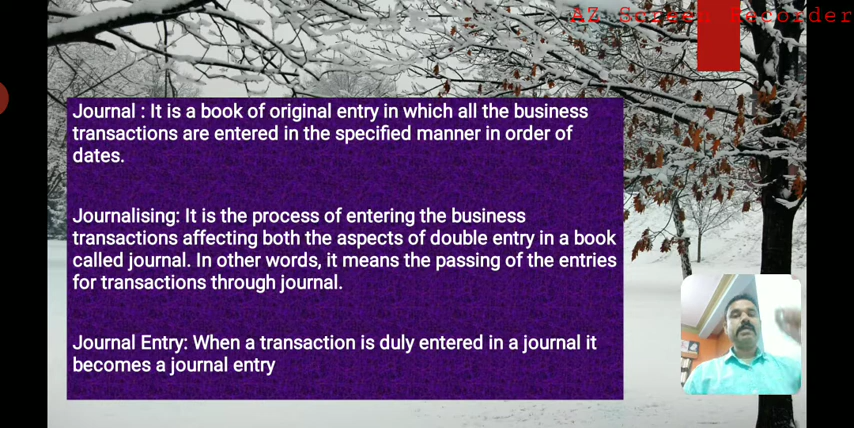 AZ Screen Recorder
Journal : It is a book of original entry in which all the business
transactions are entered in the specified manner in order of
dates.
Journalising: It is the process of entering the business
transactions affecting both the aspects of double entry in a book
called journal. In other words, it means the passing of the entries
for transactions through journal.
Journal Entry: When a transaction is duly entered in a journal it
becomes a journal entry